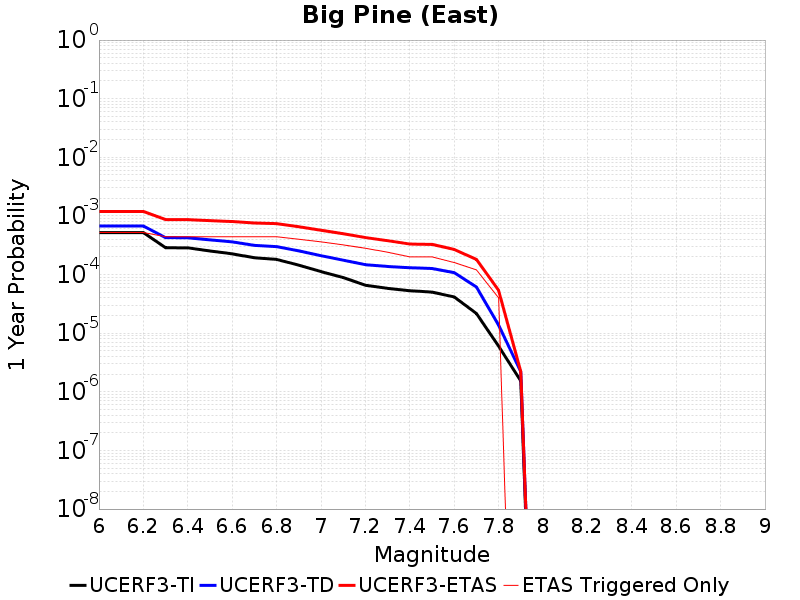 Big Pine (East)
1 Year Probability
10^0
10^-1
10^-2
10^-3
10^-4
10^-5
10^-6
10^-7
10^-8
6 6.2 6.4 6.6 6.8 7 7.2 7.4 7.6 7.8 8 8.2 8.4 8.6 8.8 9
Magnitude
UCERF3-TI UCERF3-TD UCERF3-ETAS ETAS Triggered Only